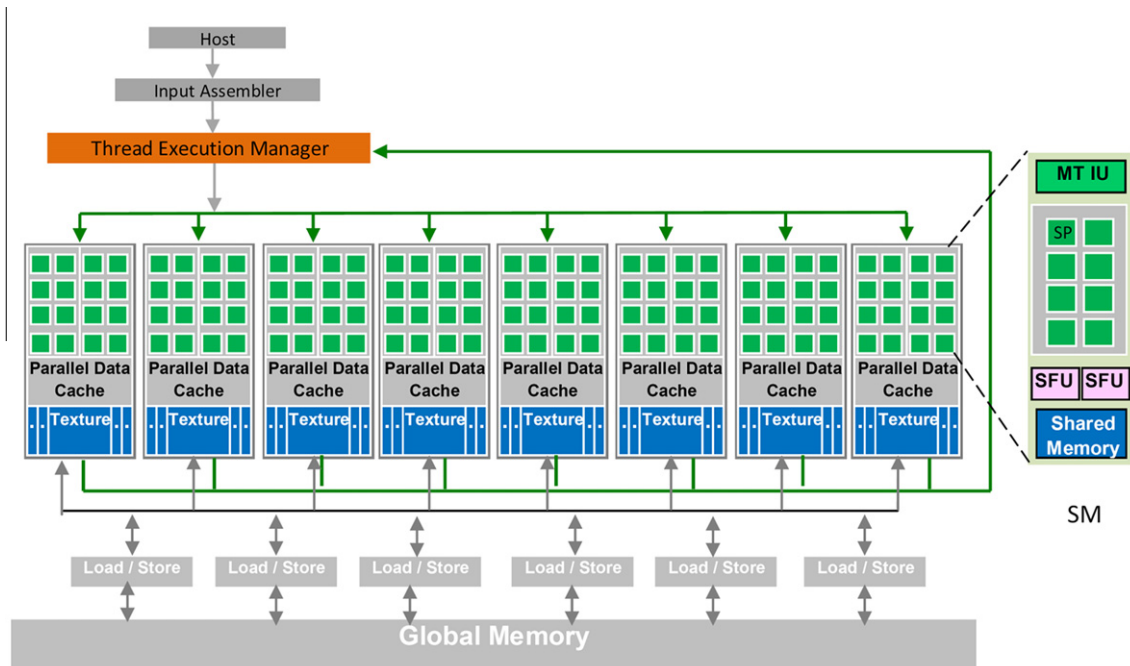 Host
Input Assembler
Thread Execution Manager
MT IU
SP
Parallel Data Cache
Parallel Data Cache
Parallel Data Cache
Parallel Data Cache
Parallel Data Cache
Parallel Data Cache
Parallel Data Cache
Parallel Data Cache
SFU SFU
Texture Texture Texture Texture Texture Texture Texture Texture
Shared
Memory
SM
Load / Store Load / Store Load / Store Load / Store Load / Store Load / Store
Global Memory